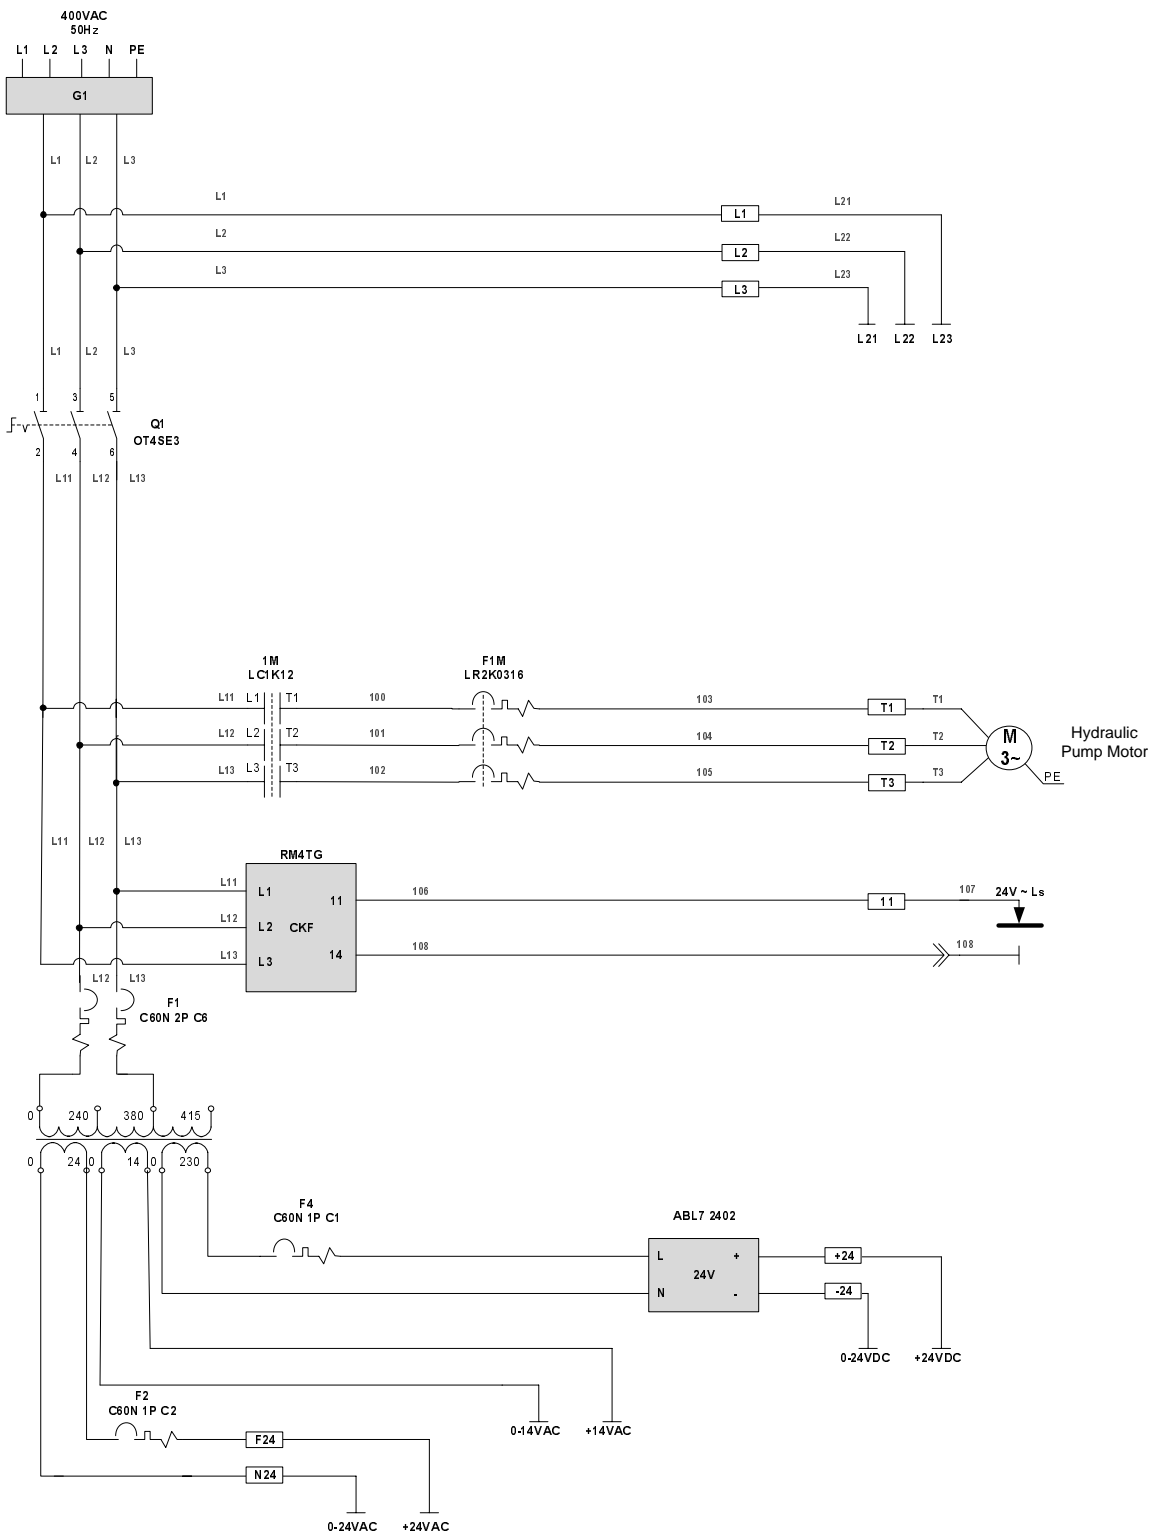 400VAC
50Hz
L1 L2 L3 N PE
G1
L1 L2 L3
L1
L1
L21
L2
L2
L22
L3
L3
L23
L21 L22 L23
L1 L2 L3
1 3 5
Q1
OT4SE3
2 4 6
L11 L12 L13
1M
LC1K12
F1M
LR2K0316
L11 L1 T1 100 103 T1 T1
L12 L2 T2 101 104 T2 T2
L13 L3 T3 102 105 T3 T3
M
3~
PE
Hydraulic
Pump Motor
L11 L12 L13
RM4TG
L11 L1
L12 L2
L13 L3
CKF
11
14
106 11 107 24V ~ Ls
108 108
L12 L13
F1
C60N 2P C6
0 240 380 415
0 24 0 14 0 230
F4
C60N 1P C1
ABL7 2402
L +
24V
N -
+24
-24
0-24VDC +24VDC
F2
C60N 1P C2
0-14VAC +14VAC
F24
N24
0-24VAC +24VAC